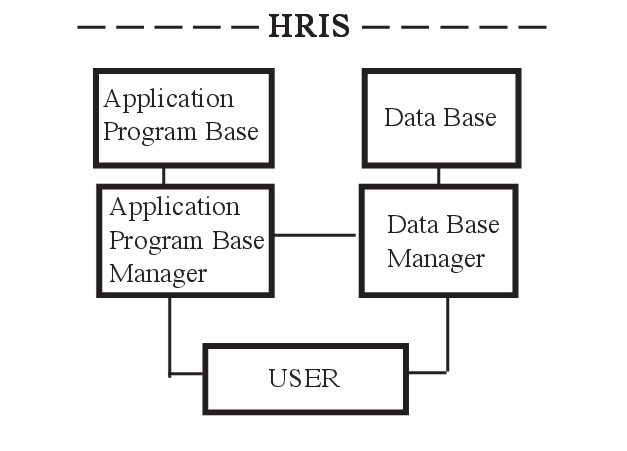 HRIS
Application
Program Base
Data Base
Application
Program Base
Manager
Data Base
Manager
USER